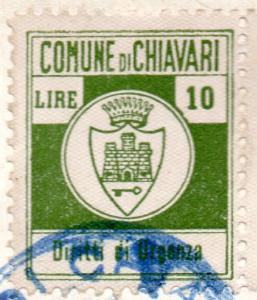 COMUNE DI CHIAVARI
LIRE 10
Diritti di Urgenza